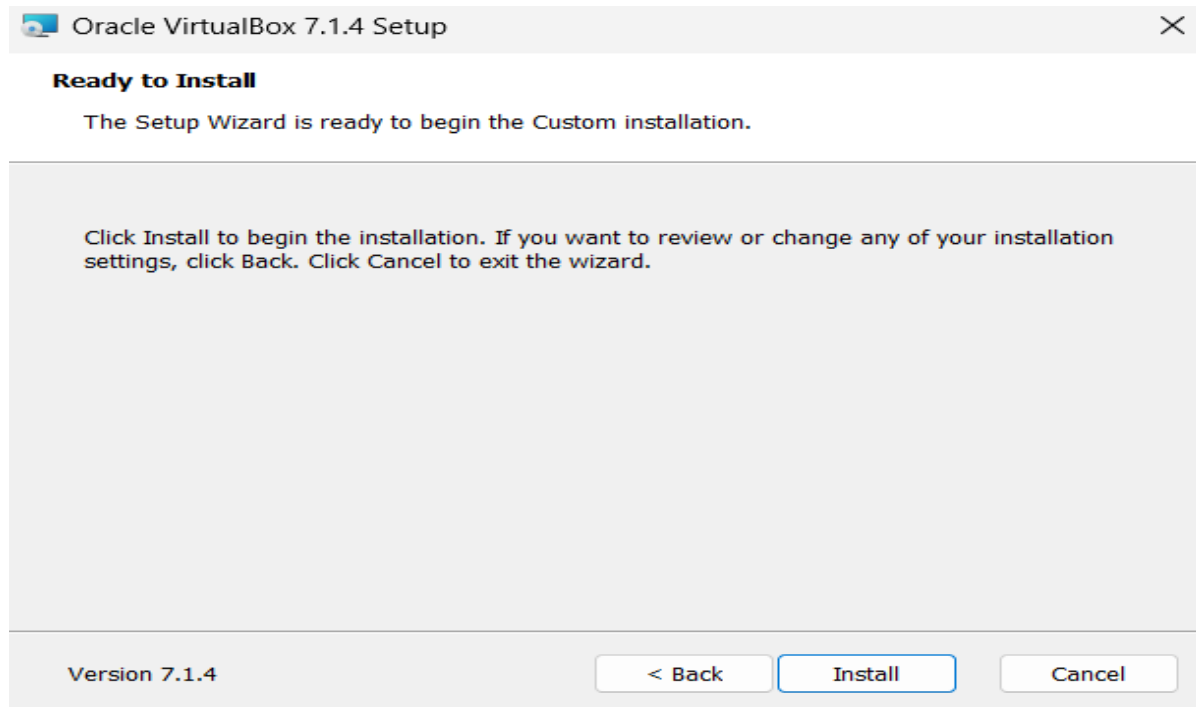 Oracle VirtualBox 7.1.4 Setup
Ready to Install
The Setup Wizard is ready to begin the Custom installation.
Click Install to begin the installation. If you want to review or change any of your installation
settings, click Back. Click Cancel to exit the wizard.
Version 7.1.4
< Back
Install
Cancel